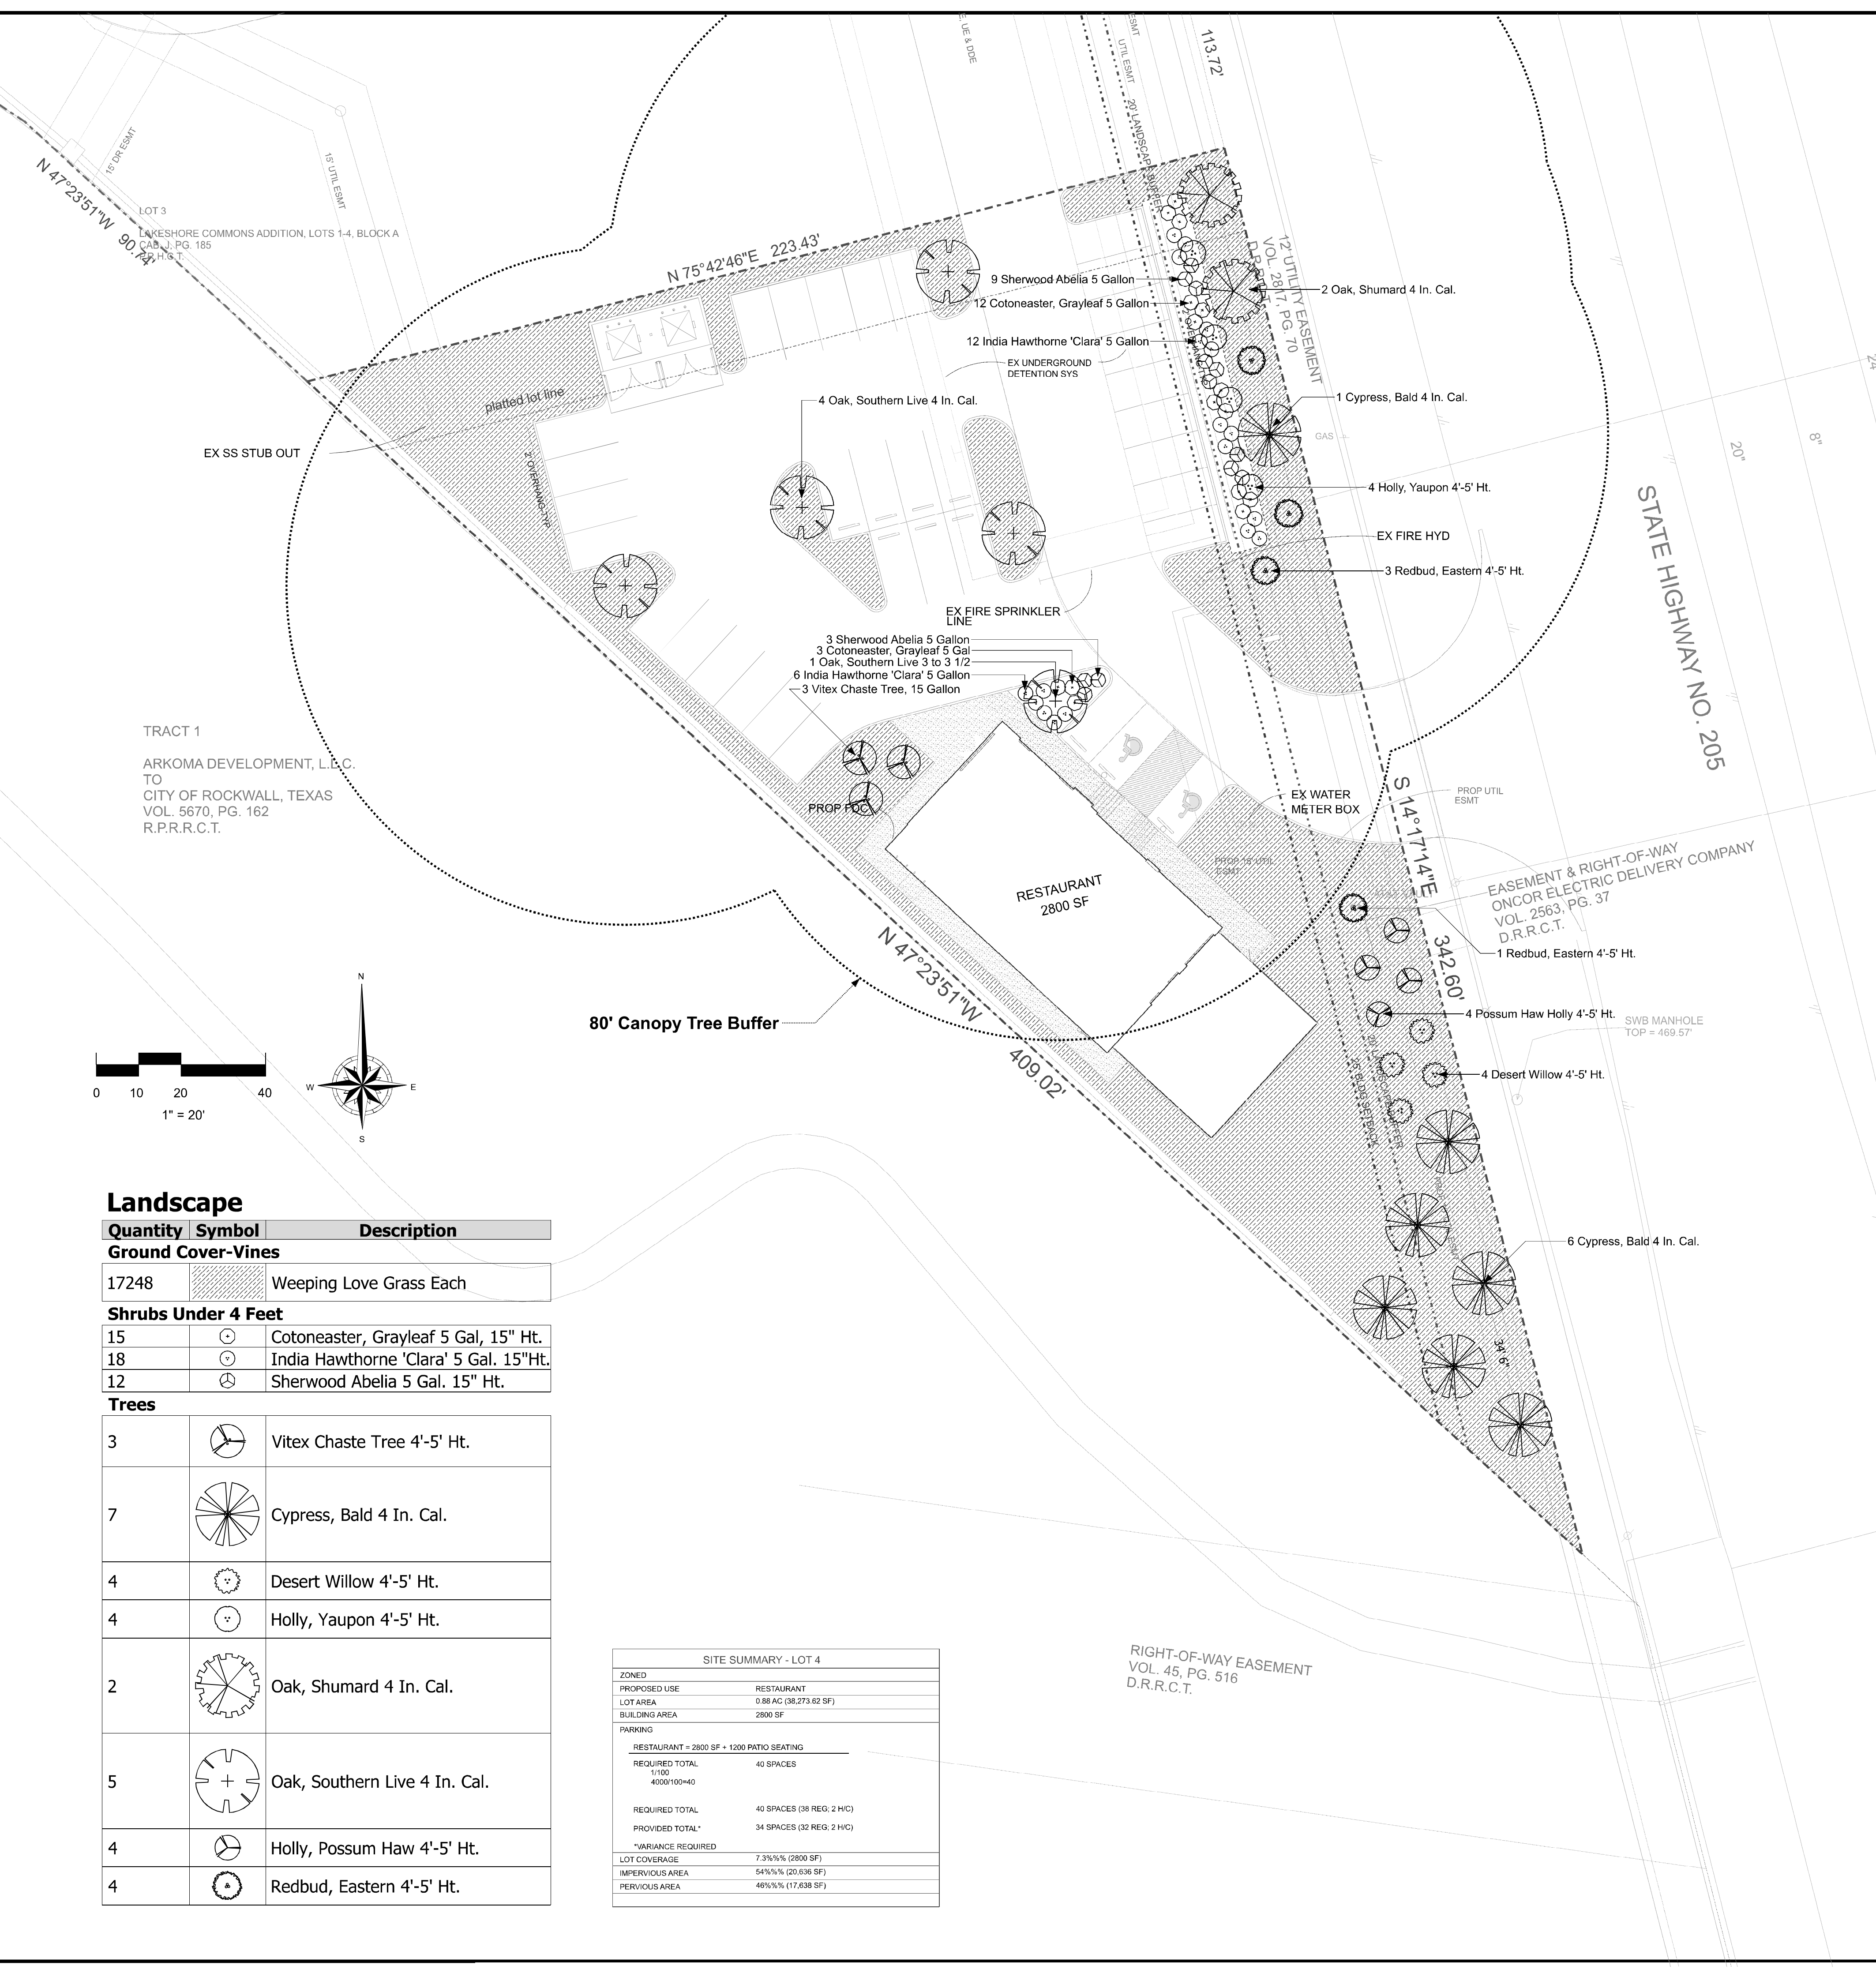 E, UE & DDE
ESMT
UTIL ESMT
20' LANDSCAPE BUFFER
113.72'
15' DR ESMT
15' UTIL ESMT
N 47°23'51"W 90.74'
LOT 3
LAKESHORE COMMONS ADDITION, LOTS 1-4, BLOCK A
CAB. J, PG. 185
P.R.H.C.T.
N 75°42'46"E 223.43'
12' UTILITY EASEMENT
VOL. 2817, PG. 70
9 Sherwood Abelia 5 Gallon
2 Oak, Shumard 4 In. Cal.
12 Cotoneaster, Grayleaf 5 Gallon
12 India Hawthorne 'Clara' 5 Gallon
EX UNDERGROUND
DETENTION SYS
platted lot line
4 Oak, Southern Live 4 In. Cal.
1 Cypress, Bald 4 In. Cal.
GAS
EX SS STUB OUT
2' OVERHANG TYP
20"
8"
24"
4 Holly, Yaupon 4'-5' Ht.
EX FIRE HYD
3 Redbud, Eastern 4'-5' Ht.
STATE HIGHWAY NO. 205
EX FIRE SPRINKLER
LINE
3 Sherwood Abelia 5 Gallon
3 Cotoneaster, Grayleaf 5 Gal
1 Oak, Southern Live 3 to 3 1/2
6 India Hawthorne 'Clara' 5 Gallon
3 Vitex Chaste Tree, 15 Gallon
TRACT 1
ARKOMA DEVELOPMENT, L.L.C.
TO
CITY OF ROCKWALL, TEXAS
VOL. 5670, PG. 162
R.P.R.R.C.T.
PROP FDC
EX WATER
METER BOX
PROP UTIL
ESMT
PROP 15' UTIL
ESMT
S 14°17'14"E 342.60'
EASEMENT & RIGHT-OF-WAY
ONCOR ELECTRIC DELIVERY COMPANY
VOL. 2563, PG. 37
D.R.R.C.T.
RESTAURANT
2800 SF
1 Redbud, Eastern 4'-5' Ht.
N 47°23'51"W 409.02'
80' Canopy Tree Buffer
4 Possum Haw Holly 4'-5' Ht.
SWB MANHOLE
TOP = 469.57'
4 Desert Willow 4'-5' Ht.
20' LANDSCAPE BUFFER
25' BLDG SETBACK
N
W
E
S
0 10 20 40
1" = 20'
6 Cypress, Bald 4 In. Cal.
ESMT
34' 6"
Landscape
Quantity Symbol Description
Ground Cover-Vines
17248 Weeping Love Grass Each
Shrubs Under 4 Feet
15 Cotoneaster, Grayleaf 5 Gal, 15" Ht.
18 India Hawthorne 'Clara' 5 Gal. 15"Ht.
12 Sherwood Abelia 5 Gal. 15" Ht.
Trees
3 Vitex Chaste Tree 4'-5' Ht.
7 Cypress, Bald 4 In. Cal.
4 Desert Willow 4'-5' Ht.
4 Holly, Yaupon 4'-5' Ht.
2 Oak, Shumard 4 In. Cal.
5 Oak, Southern Live 4 In. Cal.
4 Holly, Possum Haw 4'-5' Ht.
4 Redbud, Eastern 4'-5' Ht.
SITE SUMMARY - LOT 4
ZONED
PROPOSED USE RESTAURANT
LOT AREA 0.88 AC (38,273.62 SF)
BUILDING AREA 2800 SF
PARKING
RESTAURANT = 2800 SF + 1200 PATIO SEATING
REQUIRED TOTAL 40 SPACES
1/100
4000/100=40
REQUIRED TOTAL 40 SPACES (38 REG; 2 H/C)
PROVIDED TOTAL* 34 SPACES (32 REG; 2 H/C)
*VARIANCE REQUIRED
LOT COVERAGE 7.3%%% (2800 SF)
IMPERVIOUS AREA 54%%% (20,636 SF)
PERVIOUS AREA 46%%% (17,638 SF)
RIGHT-OF-WAY EASEMENT
VOL. 45, PG. 516
D.R.R.C.T.